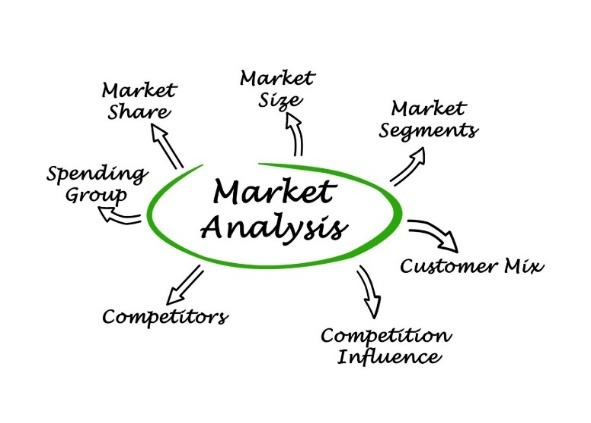 Market
Size
Market
Share
Market
Segments
Spending
Group
Market
Analysis
Customer Mix
Competitors
Competition
Influence